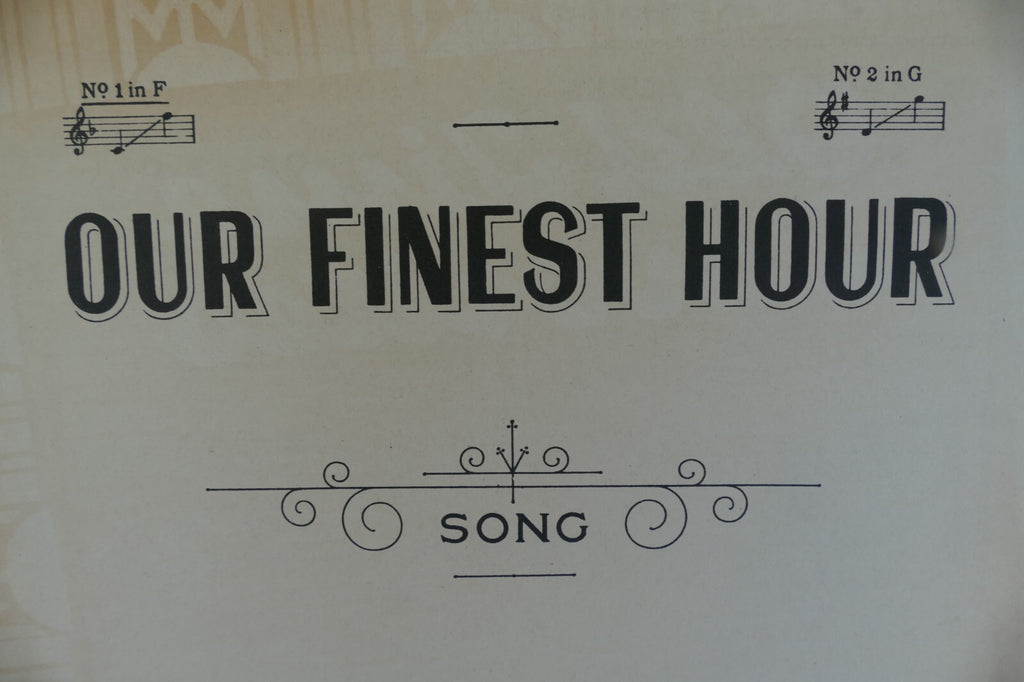 Nº 1 in F
Nº 2 in G
OUR FINEST HOUR
SONG